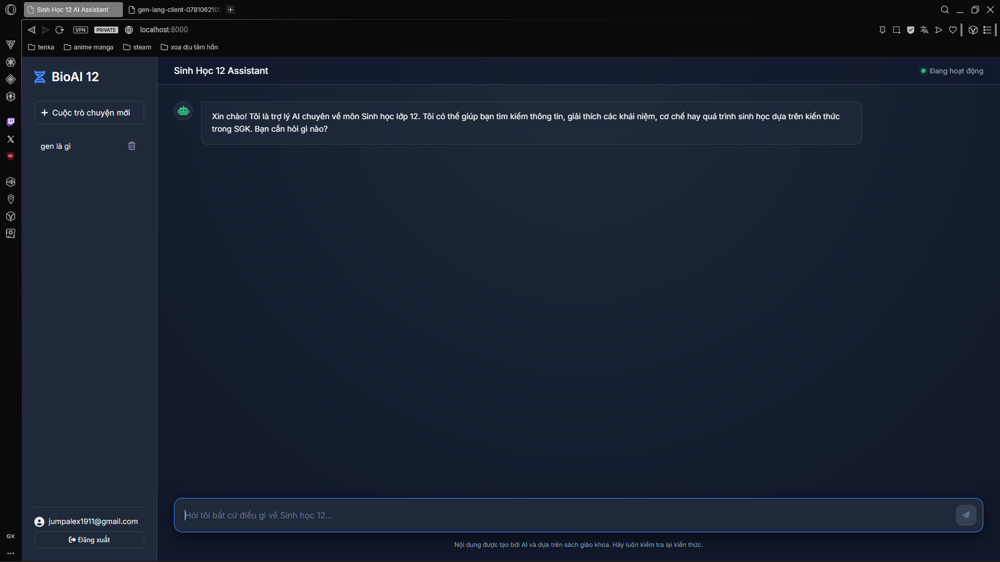 Sinh Học 12 AI Assistant
gen-lang-client-078106210
VPN
PRIVATE
localhost:8000
tenka
anime manga
steam
xoa dịu tâm hồn
BioAI 12
Cuộc trò chuyện mới
gen là gì
Sinh Học 12 Assistant
Đang hoạt động
Xin chào! Tôi là trợ lý AI chuyên về môn Sinh học lớp 12. Tôi có thể giúp bạn tìm kiếm thông tin, giải thích các khái niệm, cơ chế hay quá trình sinh học dựa trên kiến thức
trong SGK. Bạn cần hỏi gì nào?
Hỏi tôi bất cứ điều gì về Sinh học 12...
Nội dung được tạo bởi AI và dựa trên sách giáo khoa. Hãy luôn kiểm tra lại kiến thức.
jumpalex1911@gmail.com
Đăng xuất
GX